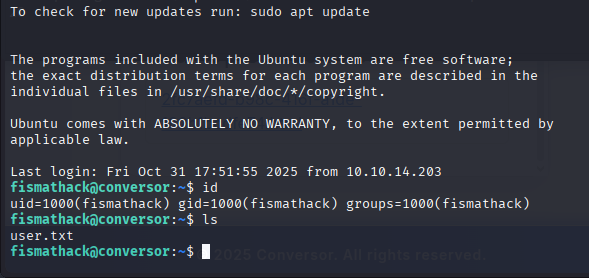 To check for new updates run: sudo apt update
The programs included with the Ubuntu system are free software;
the exact distribution terms for each program are described in the
individual files in /usr/share/doc/*/copyright.
Ubuntu comes with ABSOLUTELY NO WARRANTY, to the extent permitted by
applicable law.
Last login: Fri Oct 31 17:51:55 2025 from 10.10.14.203
fismathack@conversor:~$ id
uid=1000(fismathack) gid=1000(fismathack) groups=1000(fismathack)
fismathack@conversor:~$ ls
user.txt
fismathack@conversor:~$
2025 Conversor. All rights reserved.